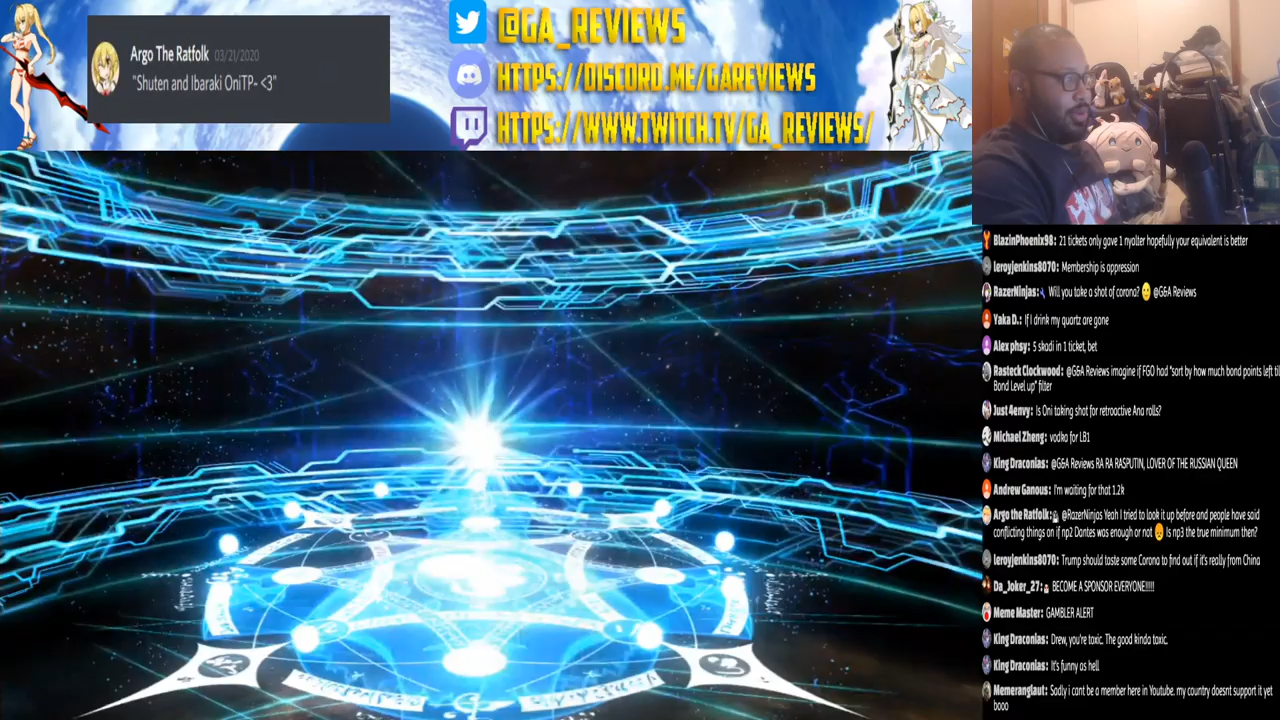 Argo The Ratfolk 03/21/2020
"Shuten and Ibaraki OniTP- <3"
@GA_REVIEWS
HTTPS://DISCORD.ME/GAREVIEWS
HTTPS://WWW.TWITCH.TV/GA_REVIEWS/
BlazinPhoenix98: 21 tickets only gave 1 nyalter hopefully your equivalent is better
leroyjenkins8070: Membership is oppression
RazerNinjas: Will you take a shot of corona? @G&A Reviews
Yaka D.: If I drink my quartz are gone
Alex phsy: 5 skadi in 1 ticket, bet
Rasteck Clockwood: @G&A Reviews imagine if FGO had "sort by how much bond points left til
Bond Level up" filter
Just 4envy: Is Oni taking shot for retroactive Ana rolls?
Michael Zheng: vodka for LB1
King Draconias: @G&A Reviews RA RA RASPUTIN, LOVER OF THE RUSSIAN QUEEN
Andrew Ganous: I'm waiting for that 1.2k
Argo the Ratfolk: @RazerNinjas Yeah I tried to look it up before and people have said
conflicting things on if np2 Dantes was enough or not Is np3 the true minimum then?
leroyjenkins8070: Trump should taste some Corona to find out if it's really from China
Da_Joker_27: BECOME A SPONSOR EVERYONE!!!!
Meme Master: GAMBLER ALERT
King Draconias: Drew, you're toxic. The good kinda toxic.
King Draconias: It's funny as hell
Memeranglaut: Sadly i cant be a member here in Youtube. my country doesnt support it yet
booo